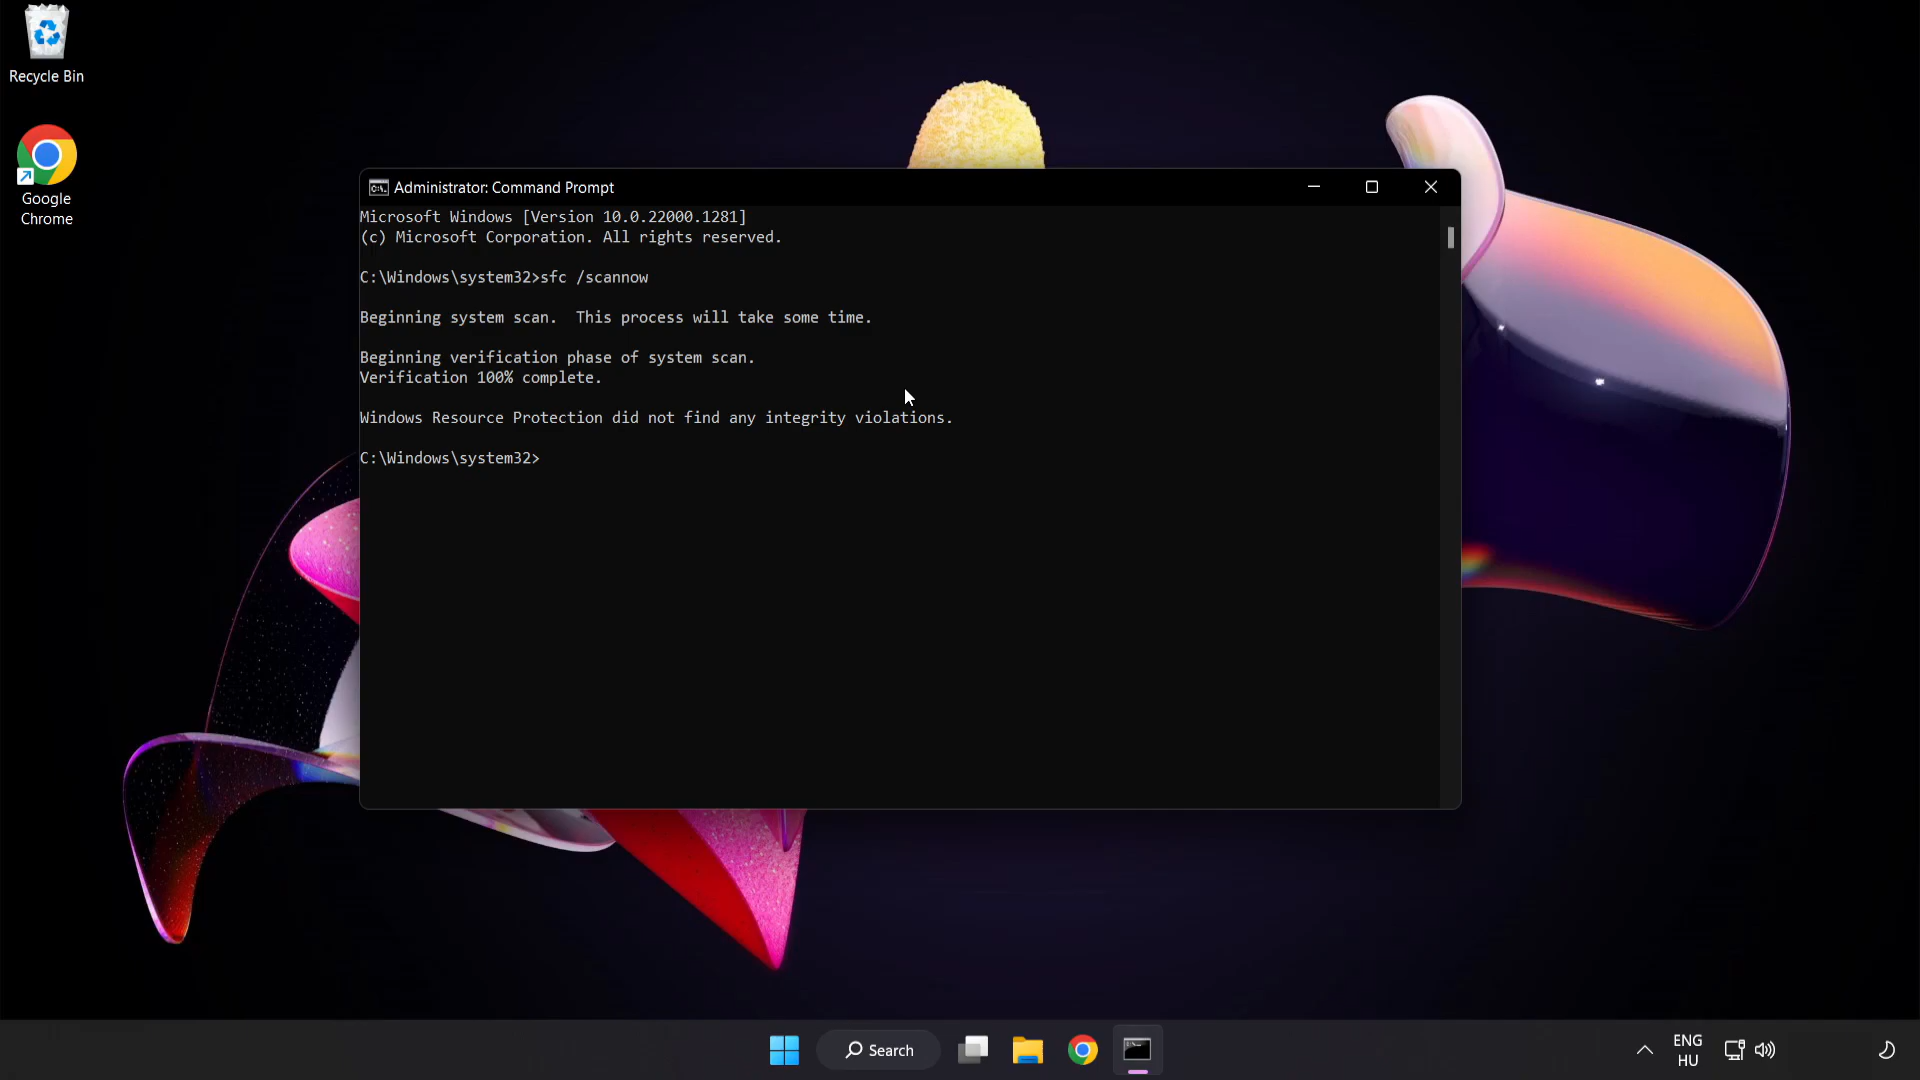 Recycle Bin
Google
Chrome
Administrator: Command Prompt
Microsoft Windows [Version 10.0.22000.1281]
(c) Microsoft Corporation. All rights reserved.
C:\Windows\system32>sfc /scannow
Beginning system scan.  This process will take some time.
Beginning verification phase of system scan.
Verification 100% complete.
Windows Resource Protection did not find any integrity violations.
C:\Windows\system32>
Search
ENG
HU